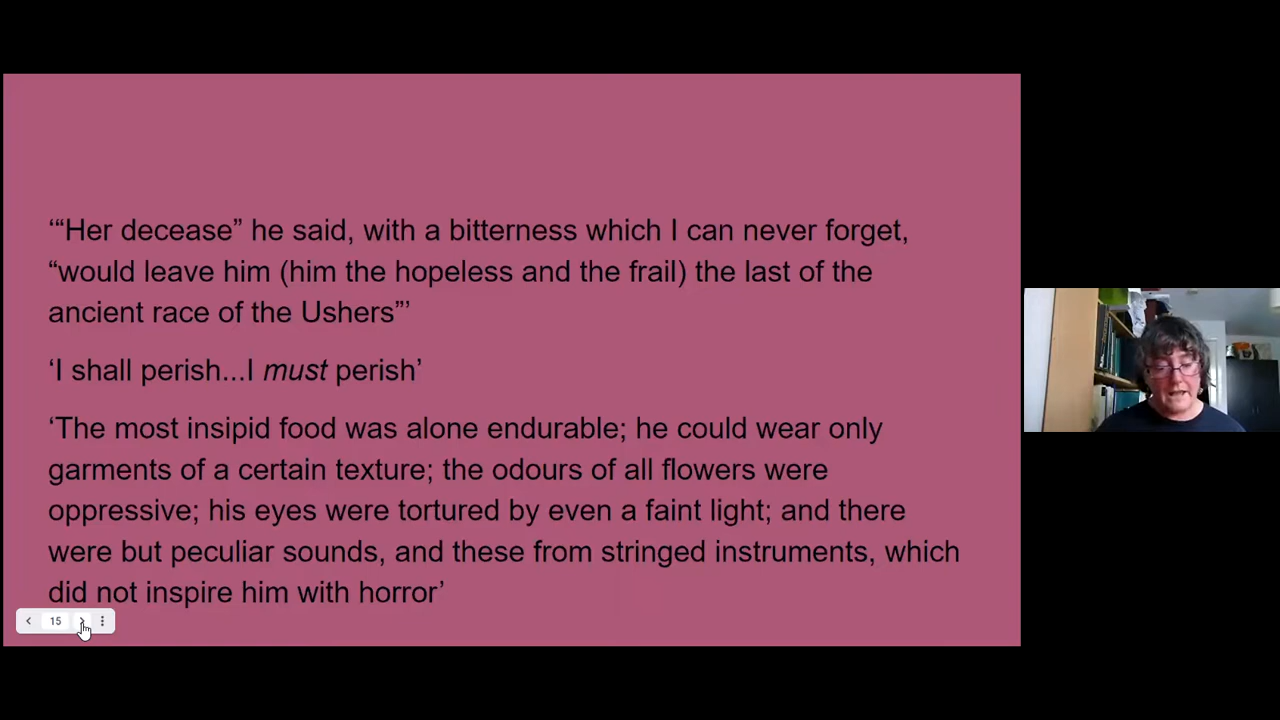 ‘“Her decease” he said, with a bitterness which I can never forget,
“would leave him (him the hopeless and the frail) the last of the
ancient race of the Ushers”’
‘I shall perish...I must perish’
‘The most insipid food was alone endurable; he could wear only
garments of a certain texture; the odours of all flowers were
oppressive; his eyes were tortured by even a faint light; and there
were but peculiar sounds, and these from stringed instruments, which
did not inspire him with horror’
15